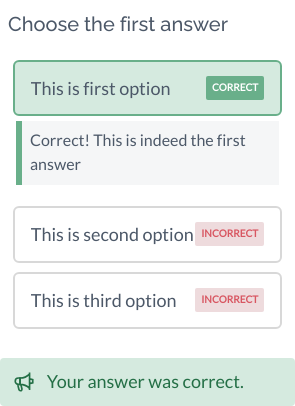 Choose the first answer
This is first option CORRECT
Correct! This is indeed the first
answer
This is second option INCORRECT
This is third option INCORRECT
Your answer was correct.